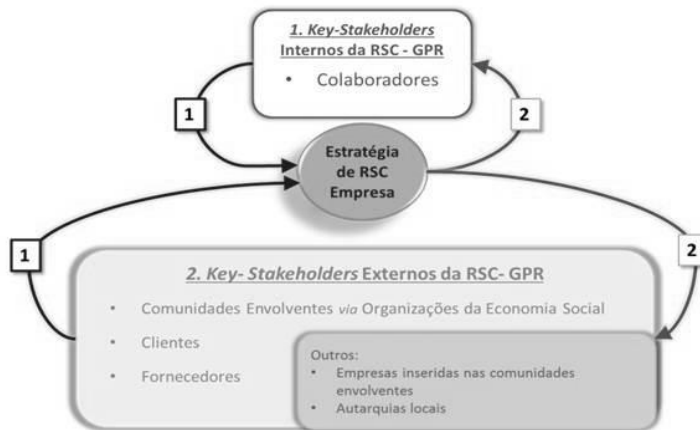 1. Key-Stakeholders
Internos da RSC - GPR
• Colaboradores
1
2
Estratégia
de RSC
Empresa
1
2
2. Key- Stakeholders Externos da RSC- GPR
• Comunidades Envolventes via Organizações da Economia Social
• Clientes
• Fornecedores
Outros:
• Empresas inseridas nas comunidades
envolventes
• Autarquias locais